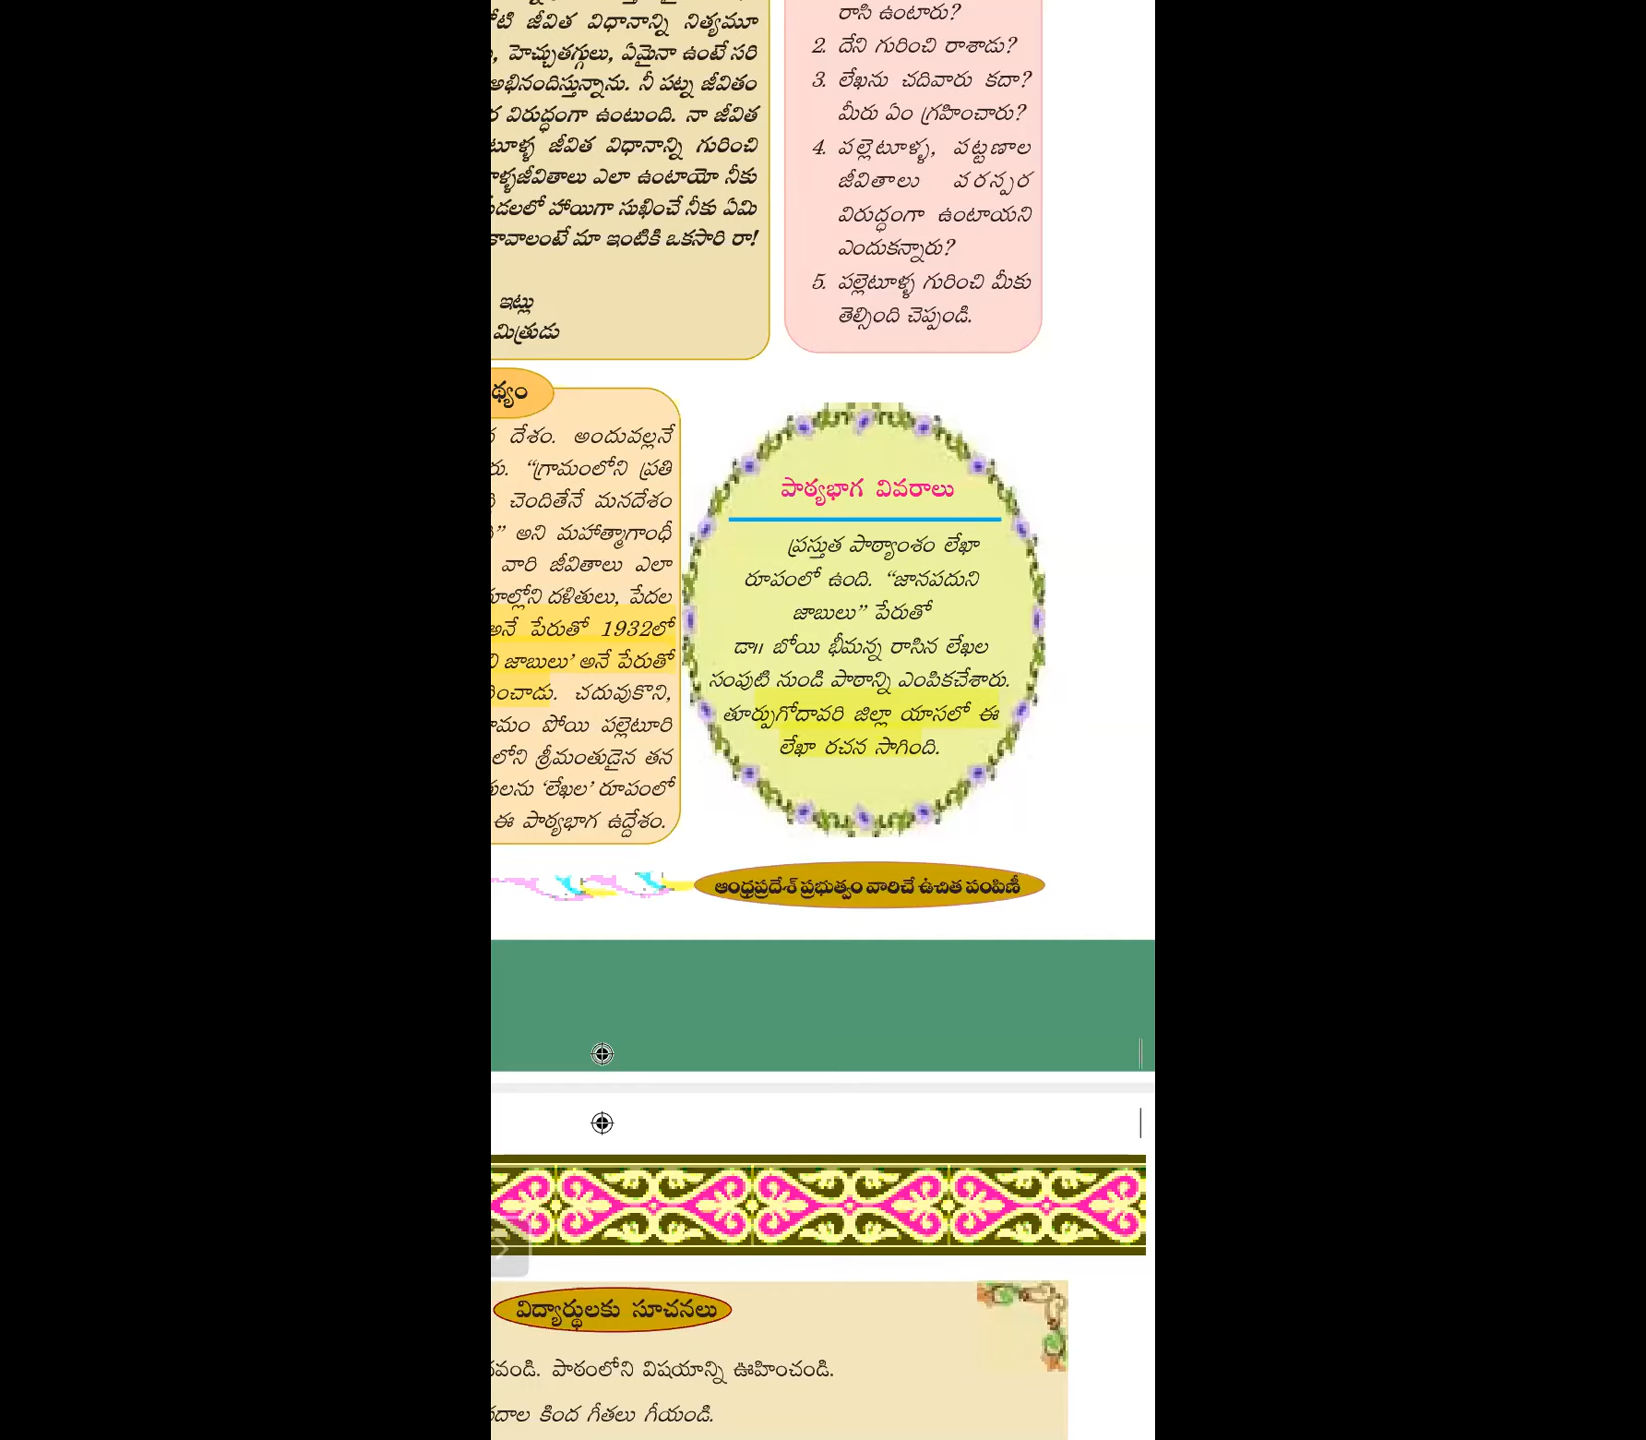 జీవిత విధానాన్ని నిత్యమూ
హెచ్చుతగ్గులు, ఏమైనా ఉంటే సరి
అభినందిస్తున్నాను. నీ పట్న జీవితం
విరుద్ధంగా ఉంటుంది. నా జీవిత
జీవిత విధానాన్ని గురించి
ఎలా ఉంటాయో నీకు
హాయిగా సుఖించే నీకు ఏమి
కావాలంటే మా ఇంటికి ఒకసారి రా!
ఇట్లు
మిత్రుడు
రాసి ఉంటారు?
2. దేని గురించి రాశాడు?
3. లేఖను చదివారు కదా?
మీరు ఏం గ్రహించారు?
4. పల్లెటూళ్ళ, పట్టణాల
జీవితాలు పరస్పర
విరుద్ధంగా ఉంటాయని
ఎందుకన్నారు?
5. పల్లెటూళ్ళ గురించి మీకు
తెల్సింది చెప్పండి.
దేశం. అందువల్లనే
“గ్రామంలోని ప్రతి
చెందితేనే మనదేశం
అని మహాత్మాగాంధీ
వారి జీవితాలు ఎలా
దళితులు, పేదల
అనే పేరుతో 1932లో
జాబులు’ అనే పేరుతో
చదువుకొని,
పోయి పల్లెటూరి
శ్రీమంతుడైన తన
‘లేఖల’ రూపంలో
ఈ పాఠ్యభాగ ఉద్దేశం.
పాఠ్యభాగ వివరాలు
ప్రస్తుత పాఠ్యాంశం లేఖా
రూపంలో ఉంది. “జానపదుని
జాబులు” పేరుతో
డా॥ బోయి భీమన్న రాసిన లేఖల
సంపుటి నుండి పాఠాన్ని ఎంపికచేశారు.
తూర్పుగోదావరి జిల్లా యాసలో ఈ
లేఖా రచన సాగింది.
ఆంధ్రప్రదేశ్ ప్రభుత్వం వారిచే ఉచిత పంపిణీ
విద్యార్థులకు సూచనలు
పాఠంలోని విషయాన్ని ఊహించండి.
కింద గీతలు గీయండి.